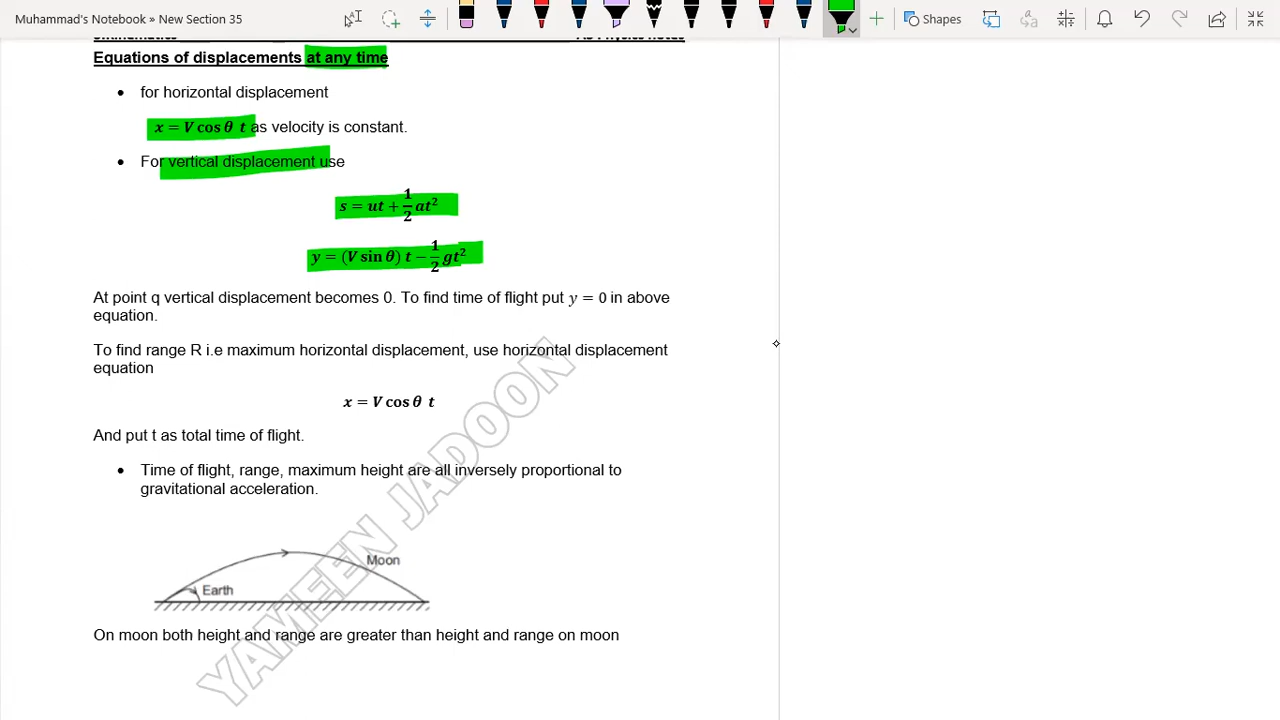 Muhammad's Notebook » New Section 35
Shapes
Equations of displacements at any time
• for horizontal displacement
x = V cos θ t as velocity is constant.
• For vertical displacement use
s = ut + 1/2 at²
y = (V sin θ) t − 1/2 gt²
At point q vertical displacement becomes 0. To find time of flight put y = 0 in above
equation.
To find range R i.e maximum horizontal displacement, use horizontal displacement
equation
x = V cos θ t
And put t as total time of flight.
• Time of flight, range, maximum height are all inversely proportional to
gravitational acceleration.
Moon
Earth
On moon both height and range are greater than height and range on moon
YAMEEN JADOON